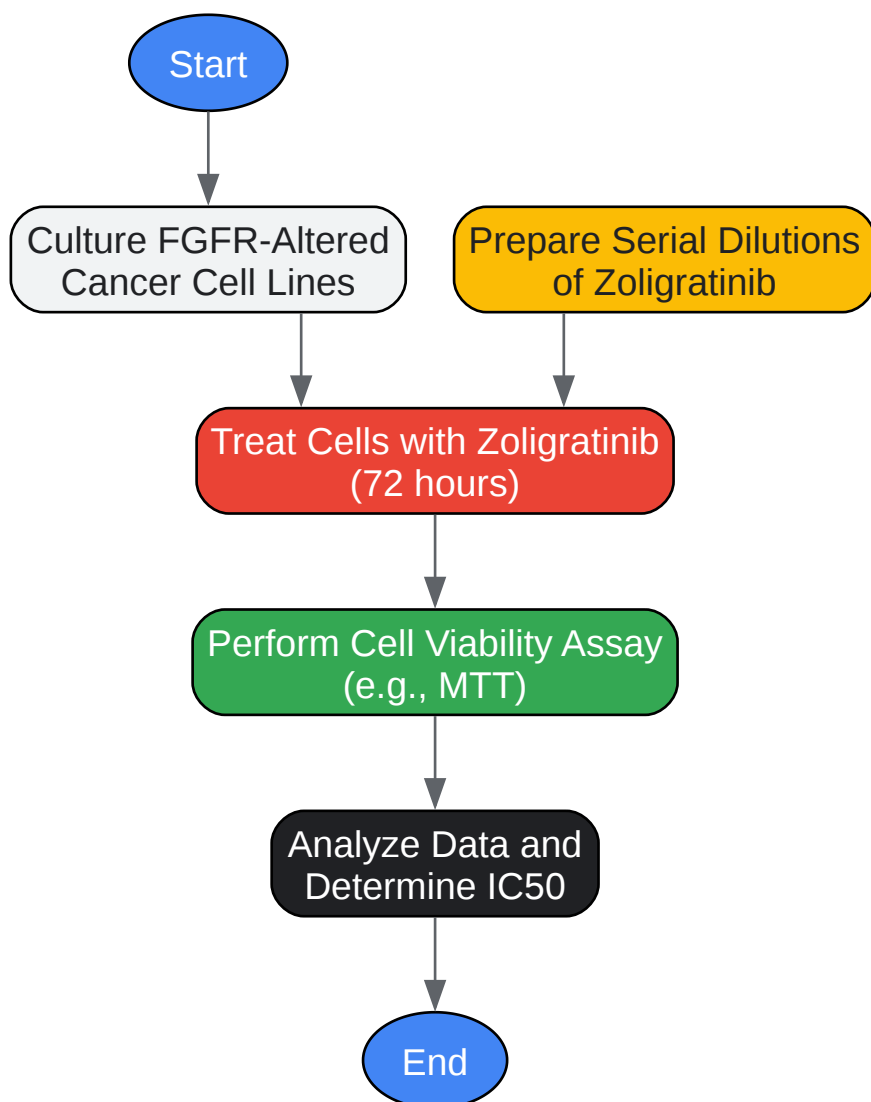 Start
Culture FGFR-Altered
Cancer Cell Lines
Prepare Serial Dilutions
of Zoligratinib
Treat Cells with Zoligratinib
(72 hours)
Perform Cell Viability Assay
(e.g., MTT)
Analyze Data and
Determine IC50
End